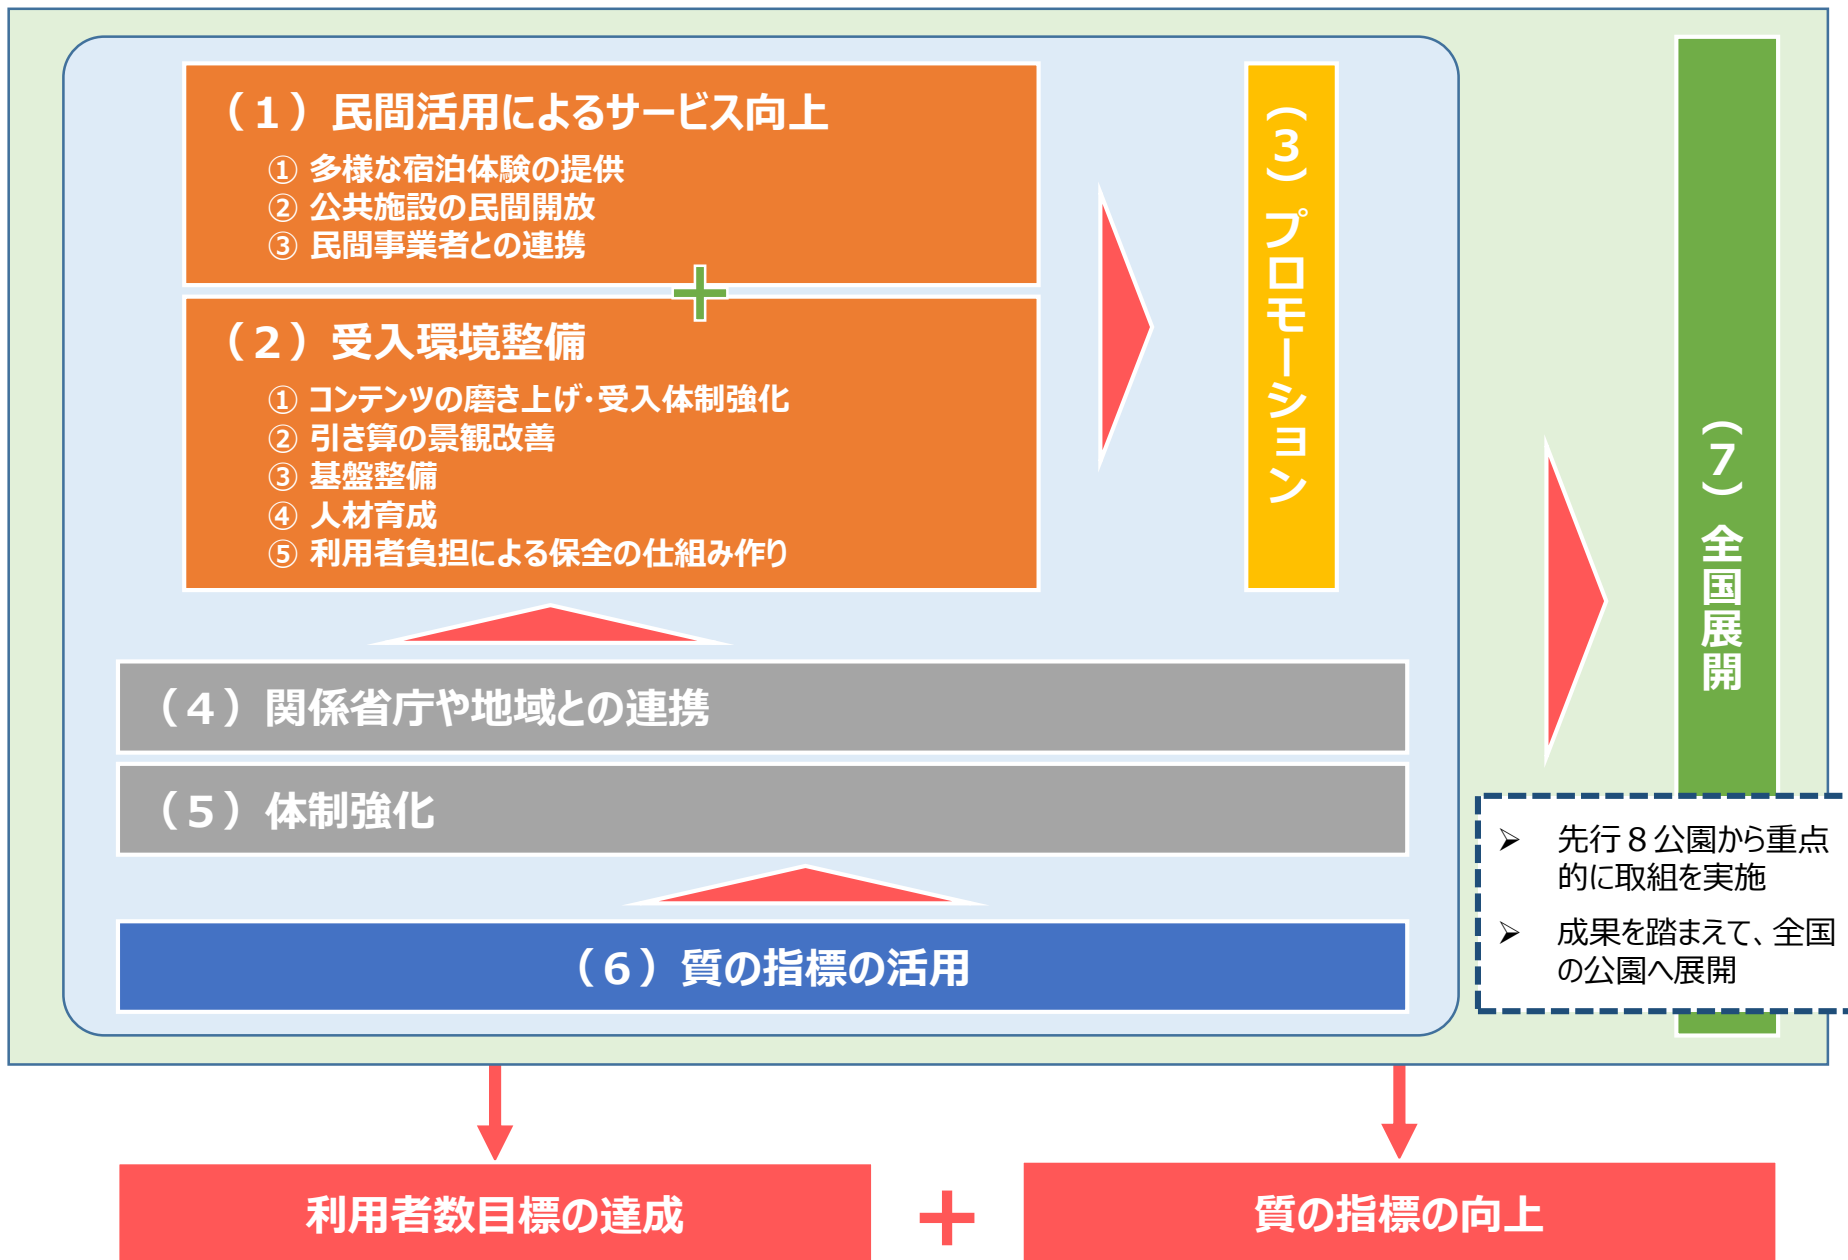 （１）民間活用によるサービス向上
① 多様な宿泊体験の提供
② 公共施設の民間開放
③ 民間事業者との連携
（２）受入環境整備
① コンテンツの磨き上げ・受入体制強化
② 引き算の景観改善
③ 基盤整備
④ 人材育成
⑤ 利用者負担による保全の仕組み作り
（３）プロモーション
（４）関係省庁や地域との連携
（５）体制強化
（６）質の指標の活用
（７）全国展開
➢ 先行８公園から重点
的に取組を実施
➢ 成果を踏まえて、全国
の公園へ展開
利用者数目標の達成
＋
質の指標の向上